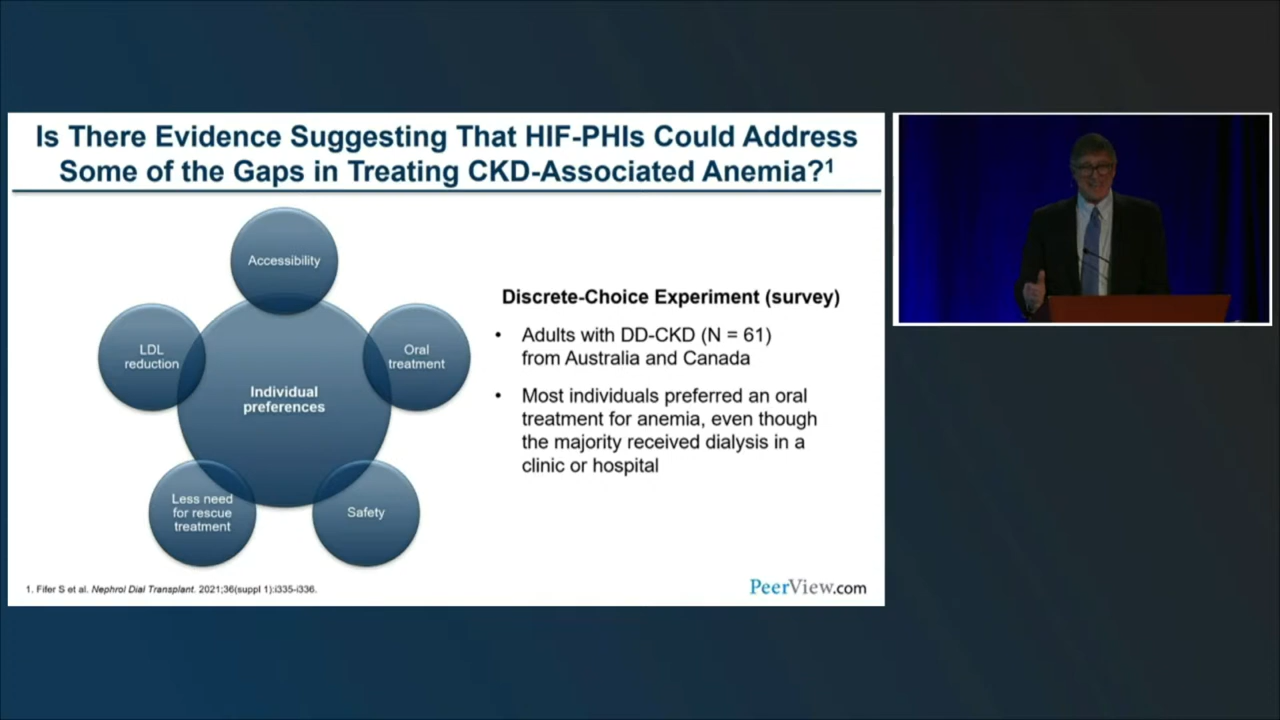 Is There Evidence Suggesting That HIF-PHIs Could Address
Some of the Gaps in Treating CKD-Associated Anemia?¹
Accessibility
LDL
reduction
Oral
treatment
Individual
preferences
Less need
for rescue
treatment
Safety
Discrete-Choice Experiment (survey)
• Adults with DD-CKD (N = 61)
from Australia and Canada
• Most individuals preferred an oral
treatment for anemia, even though
the majority received dialysis in a
clinic or hospital
1. Fifer S et al. Nephrol Dial Transplant. 2021;36(suppl 1):i335-i336.
PeerView.com